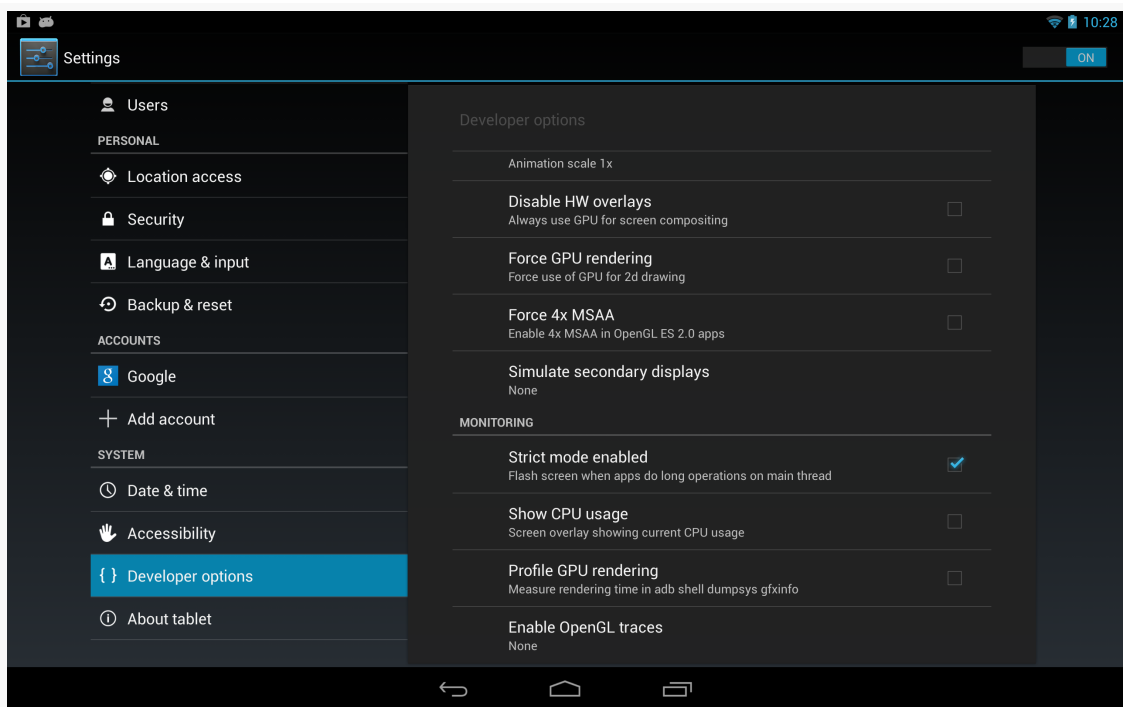 10:28
Settings
ON
Users
PERSONAL
Location access
Security
Language & input
Backup & reset
ACCOUNTS
Google
Add account
SYSTEM
Date & time
Accessibility
{ } Developer options
About tablet
Developer options
Animation scale 1x
Disable HW overlays
Always use GPU for screen compositing
Force GPU rendering
Force use of GPU for 2d drawing
Force 4x MSAA
Enable 4x MSAA in OpenGL ES 2.0 apps
Simulate secondary displays
None
MONITORING
Strict mode enabled
Flash screen when apps do long operations on main thread
Show CPU usage
Screen overlay showing current CPU usage
Profile GPU rendering
Measure rendering time in adb shell dumpsys gfxinfo
Enable OpenGL traces
None